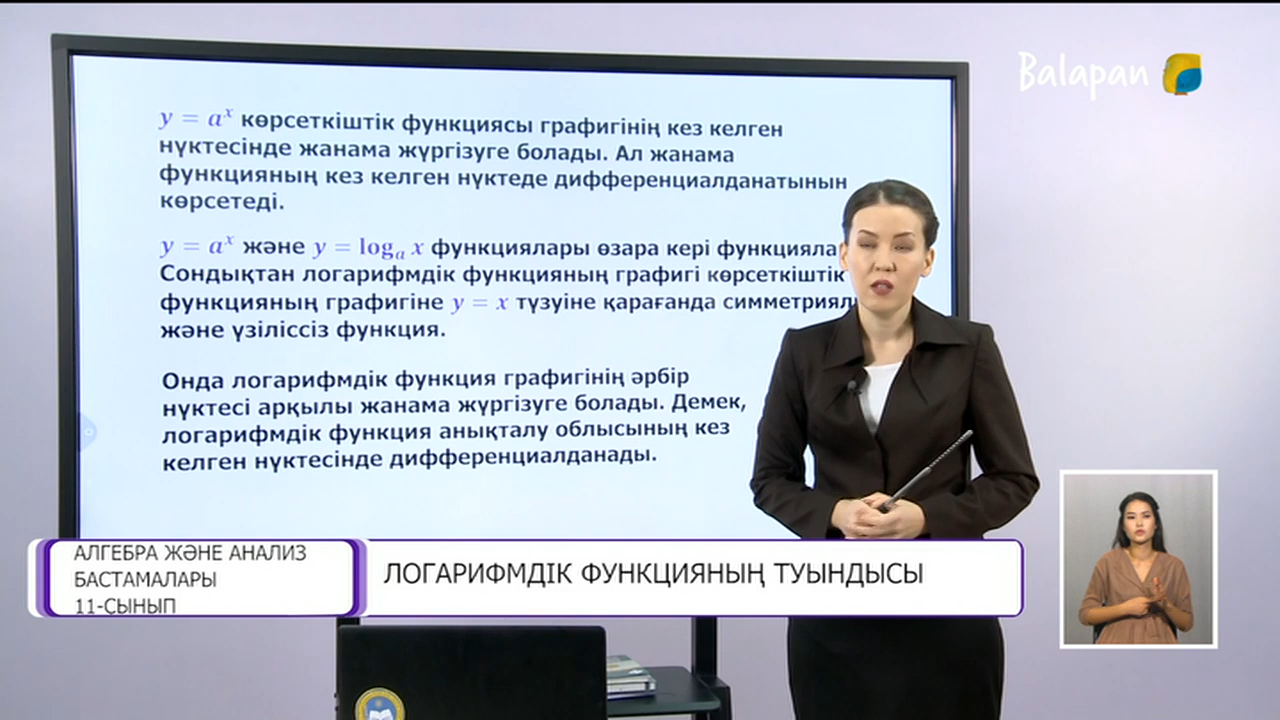 Balapan
y = aˣ көрсеткіштік функциясы графигінің кез келген
нүктесінде жанама жүргізуге болады. Ал жанама
функцияның кез келген нүктеде дифференциалданатынын
көрсетеді.
y = aˣ және y = logₐ x функциялары өзара кері
Сондықтан логарифмдік функцияның графигі көрсеткіштік
функцияның графигіне y = x түзуіне қарағанда
және үзіліссіз функция.
Онда логарифмдік функция графигінің әрбір
нүктесі арқылы жанама жүргізуге болады. Демек,
логарифмдік функция анықталу облысының кез
келген нүктесінде дифференциалданады.
АЛГЕБРА ЖӘНЕ АНАЛИЗ
БАСТАМАЛАРЫ
11-СЫНЫП
ЛОГАРИФМДІК ФУНКЦИЯНЫҢ ТУЫНДЫСЫ